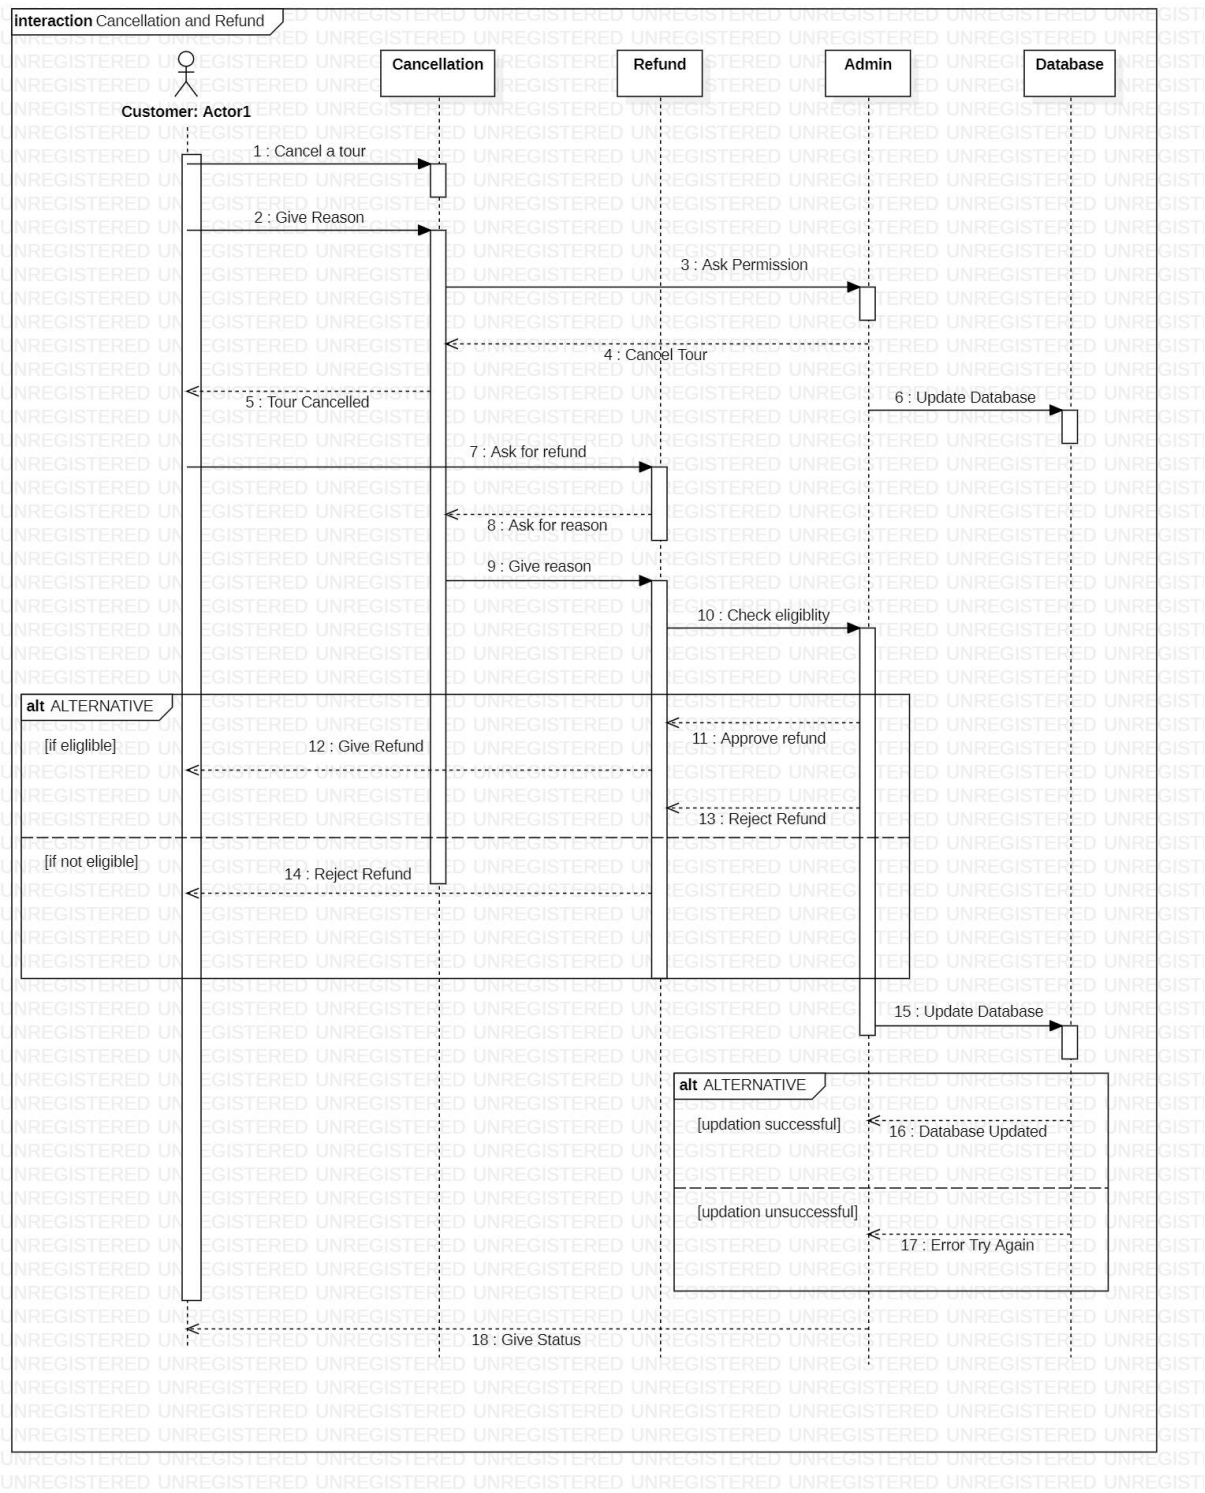 interaction Cancellation and Refund
Customer: Actor1
Cancellation
Refund
Admin
Database
1 : Cancel a tour
2 : Give Reason
3 : Ask Permission
4 : Cancel Tour
5 : Tour Cancelled
6 : Update Database
7 : Ask for refund
8 : Ask for reason
9 : Give reason
10 : Check eligiblity
alt ALTERNATIVE
[if eliglible]
11 : Approve refund
12 : Give Refund
13 : Reject Refund
[if not eligible]
14 : Reject Refund
15 : Update Database
alt ALTERNATIVE
[updation successful]
16 : Database Updated
[updation unsuccessful]
17 : Error Try Again
18 : Give Status
UNREGISTERED